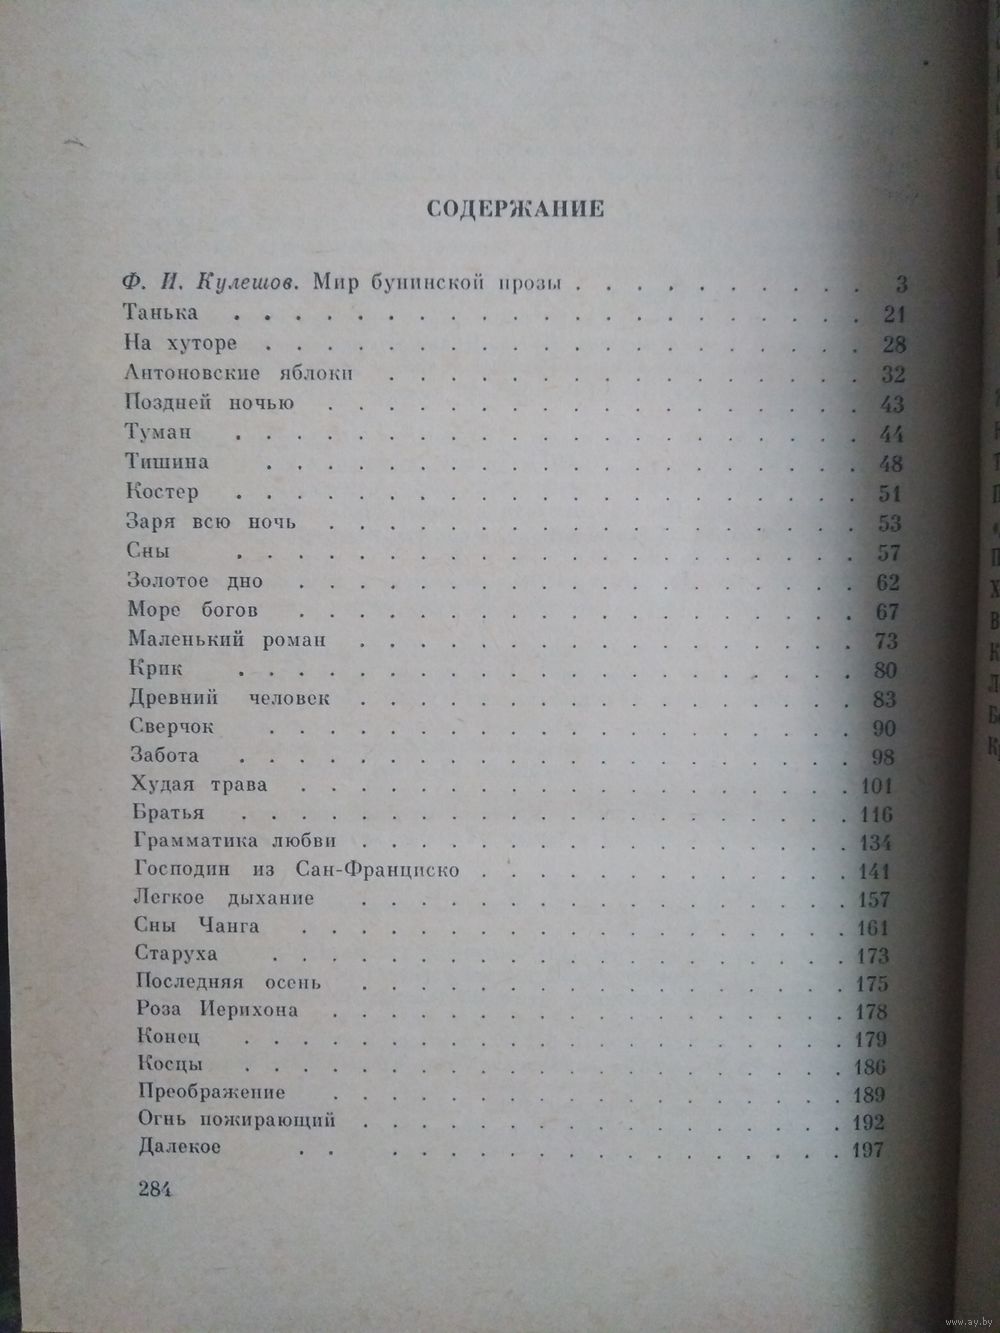 СОДЕРЖАНИЕ
Ф. И. Кулешов. Мир бунинской прозы . . . . . . . . . . 3
Танька . . . . . . . . . . . . . . . . . . . . . 21
На хуторе . . . . . . . . . . . . . . . . . . . . 28
Антоновские яблоки . . . . . . . . . . . . . . . . 32
Поздней ночью . . . . . . . . . . . . . . . . . . 43
Туман . . . . . . . . . . . . . . . . . . . . . 44
Тишина . . . . . . . . . . . . . . . . . . . . 48
Костер . . . . . . . . . . . . . . . . . . . . . 51
Заря всю ночь . . . . . . . . . . . . . . . . . . 53
Сны . . . . . . . . . . . . . . . . . . . . . 57
Золотое дно . . . . . . . . . . . . . . . . . . . 62
Море богов . . . . . . . . . . . . . . . . . . . 67
Маленький роман . . . . . . . . . . . . . . . . . 73
Крик . . . . . . . . . . . . . . . . . . . . . 80
Древний человек . . . . . . . . . . . . . . . . . 83
Сверчок . . . . . . . . . . . . . . . . . . . . 90
Забота . . . . . . . . . . . . . . . . . . . . . 98
Худая трава . . . . . . . . . . . . . . . . . . . 101
Братья . . . . . . . . . . . . . . . . . . . . . 116
Грамматика любви . . . . . . . . . . . . . . . . . 134
Господин из Сан-Франциско . . . . . . . . . . . . . 141
Легкое дыхание . . . . . . . . . . . . . . . . . 157
Сны Чанга . . . . . . . . . . . . . . . . . . . 161
Старуха . . . . . . . . . . . . . . . . . . . . 173
Последняя осень . . . . . . . . . . . . . . . . . 175
Роза Иерихона . . . . . . . . . . . . . . . . . . 178
Конец . . . . . . . . . . . . . . . . . . . . . 179
Косцы . . . . . . . . . . . . . . . . . . . . . 186
Преображение . . . . . . . . . . . . . . . . . . 189
Огнь пожирающий . . . . . . . . . . . . . . . . . 192
Далекое . . . . . . . . . . . . . . . . . 197
284
www.ay.by